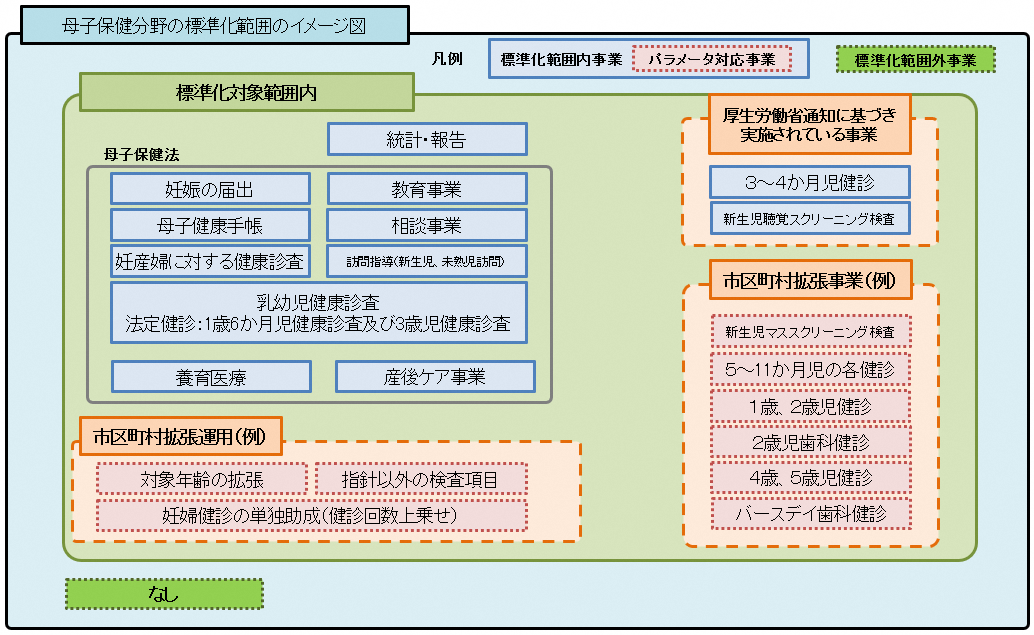 母子保健分野の標準化範囲のイメージ図
凡例
標準化範囲内事業
パラメータ対応事業
標準化範囲外事業
標準化対象範囲内
統計・報告
母子保健法
妊娠の届出
教育事業
母子健康手帳
相談事業
妊産婦に対する健康診査
訪問指導(新生児、未熟児訪問)
乳幼児健康診査
法定健診:1歳6か月児健康診査及び3歳児健康診査
養育医療
産後ケア事業
市区町村拡張運用(例)
対象年齢の拡張
指針以外の検査項目
妊婦健診の単独助成(健診回数上乗せ)
厚生労働省通知に基づき
実施されている事業
3~4か月児健診
新生児聴覚スクリーニング検査
市区町村拡張事業(例)
新生児マススクリーニング検査
5~11か月児の各健診
1歳、2歳児健診
2歳児歯科健診
4歳、5歳児健診
バースデイ歯科健診
なし